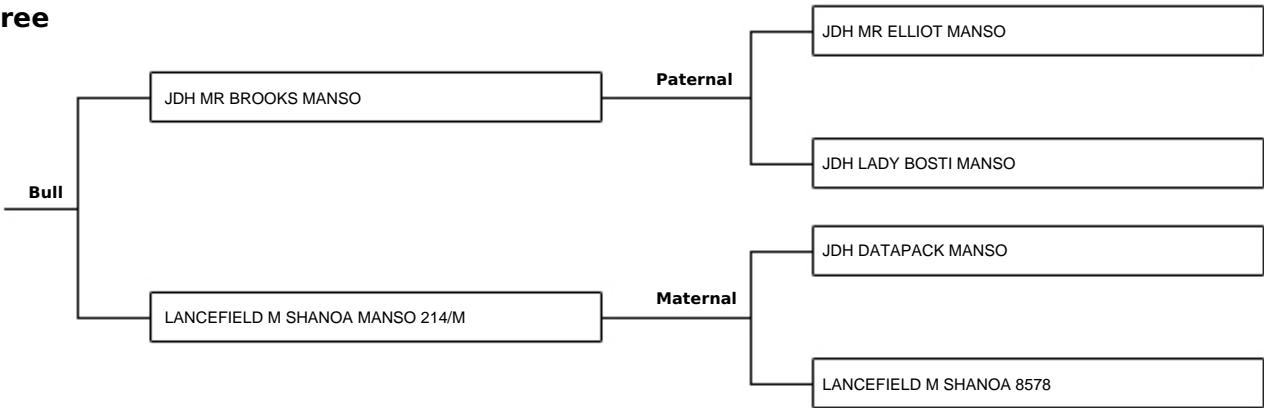 ree
JDH MR ELLIOT MANSO
Paternal
JDH MR BROOKS MANSO
JDH LADY BOSTI MANSO
Bull
JDH DATAPACK MANSO
Maternal
LANCEFIELD M SHANOA MANSO 214/M
LANCEFIELD M SHANOA 8578